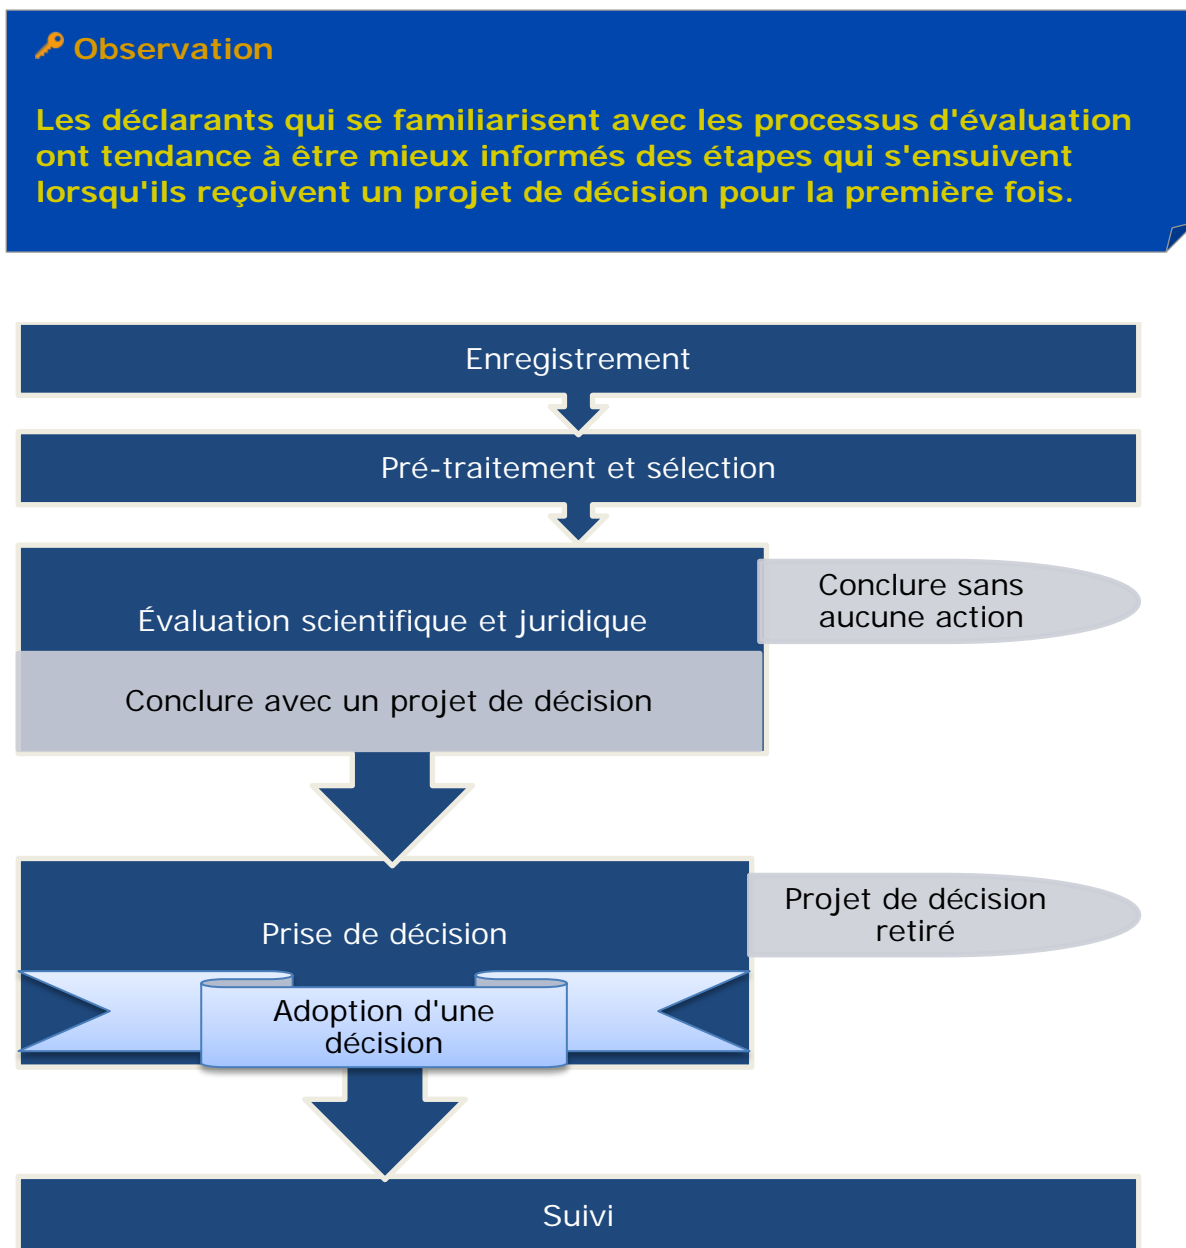 Observation
Les déclarants qui se familiarisent avec les processus d'évaluation
ont tendance à être mieux informés des étapes qui s'ensuivent
lorsqu'ils reçoivent un projet de décision pour la première fois.
Enregistrement
Pré-traitement et sélection
Évaluation scientifique et juridique
Conclure sans
aucune action
Conclure avec un projet de décision
Prise de décision
Projet de décision
retiré
Adoption d'une
décision
Suivi